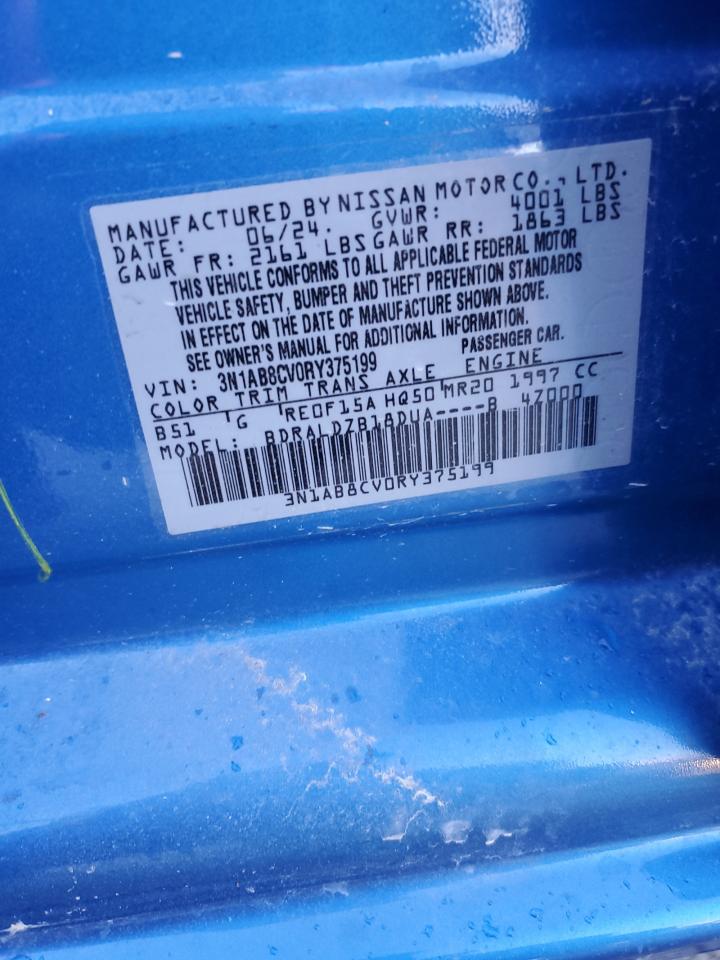 MANUFACTURED BY NISSAN MOTOR CO., LTD.
DATE: 06/24. GVWR: 4001 LBS
GAWR FR: 2161 LBS GAWR RR: 1863 LBS
THIS VEHICLE CONFORMS TO ALL APPLICABLE FEDERAL MOTOR
VEHICLE SAFETY, BUMPER AND THEFT PREVENTION STANDARDS
IN EFFECT ON THE DATE OF MANUFACTURE SHOWN ABOVE.
SEE OWNER'S MANUAL FOR ADDITIONAL INFORMATION.
VIN: 3N1AB8CV0RY375199 PASSENGER CAR.
COLOR TRIM TRANS AXLE ENGINE
B51 G RE0F15A HQ50 MR20 1997 CC
MODEL: BDRALDZB18DUA----B 4Z000
3N1AB8CV0RY375199